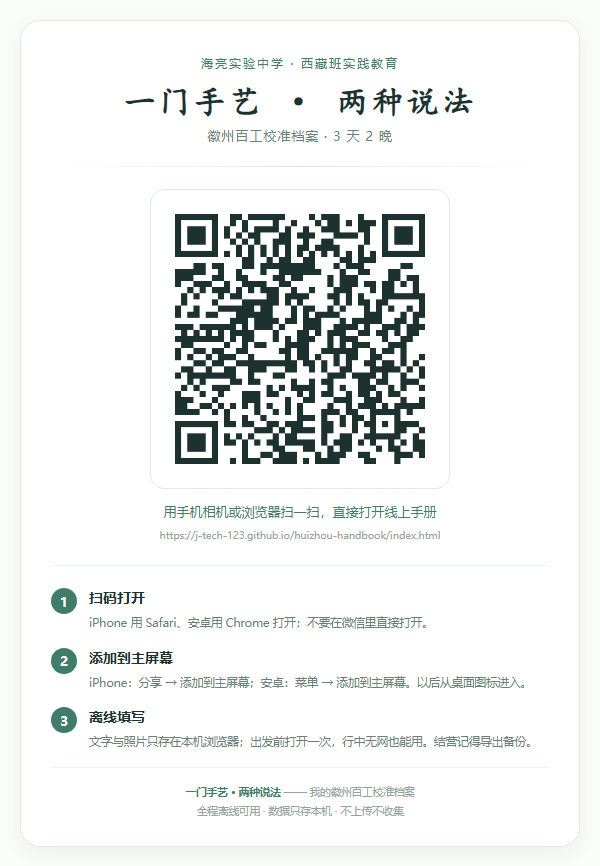 海亮实验中学 · 西藏班实践教育
一门手艺 · 两种说法
徽州百工校准档案 · 3 天 2 晚
用手机相机或浏览器扫一扫，直接打开线上手册
https://j-tech-123.github.io/huizhou-handbook/index.html
1 扫码打开
iPhone 用 Safari、安卓用 Chrome 打开；不要在微信里直接打开。
2 添加到主屏幕
iPhone：分享 → 添加到主屏幕；安卓：菜单 → 添加到主屏幕。以后从桌面图标进入。
3 离线填写
文字与照片只存在本机浏览器；出发前打开一次，行中无网也能用。结营记得导出备份。
一门手艺 · 两种说法 —— 我的徽州百工校准档案
全程离线可用 · 数据只存本机 · 不上传不收集